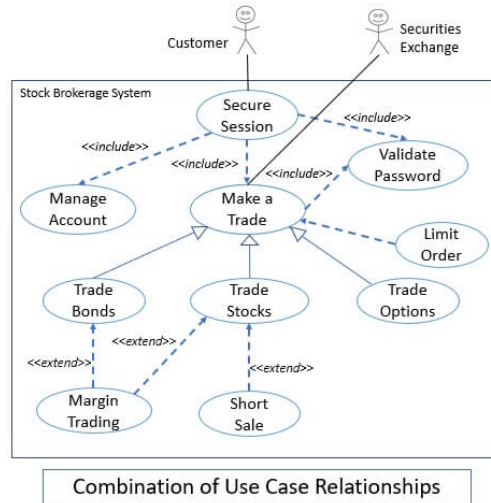 Customer
Securities
Exchange
Stock Brokerage System
Secure
Session
<<include>>
<<include>>
<<include>>
<<include>>
Validate
Password
Manage
Account
Make a
Trade
Limit
Order
Trade
Bonds
Trade
Stocks
Trade
Options
<<extend>>
<<extend>>
<<extend>>
Margin
Trading
Short
Sale
Combination of Use Case Relationships